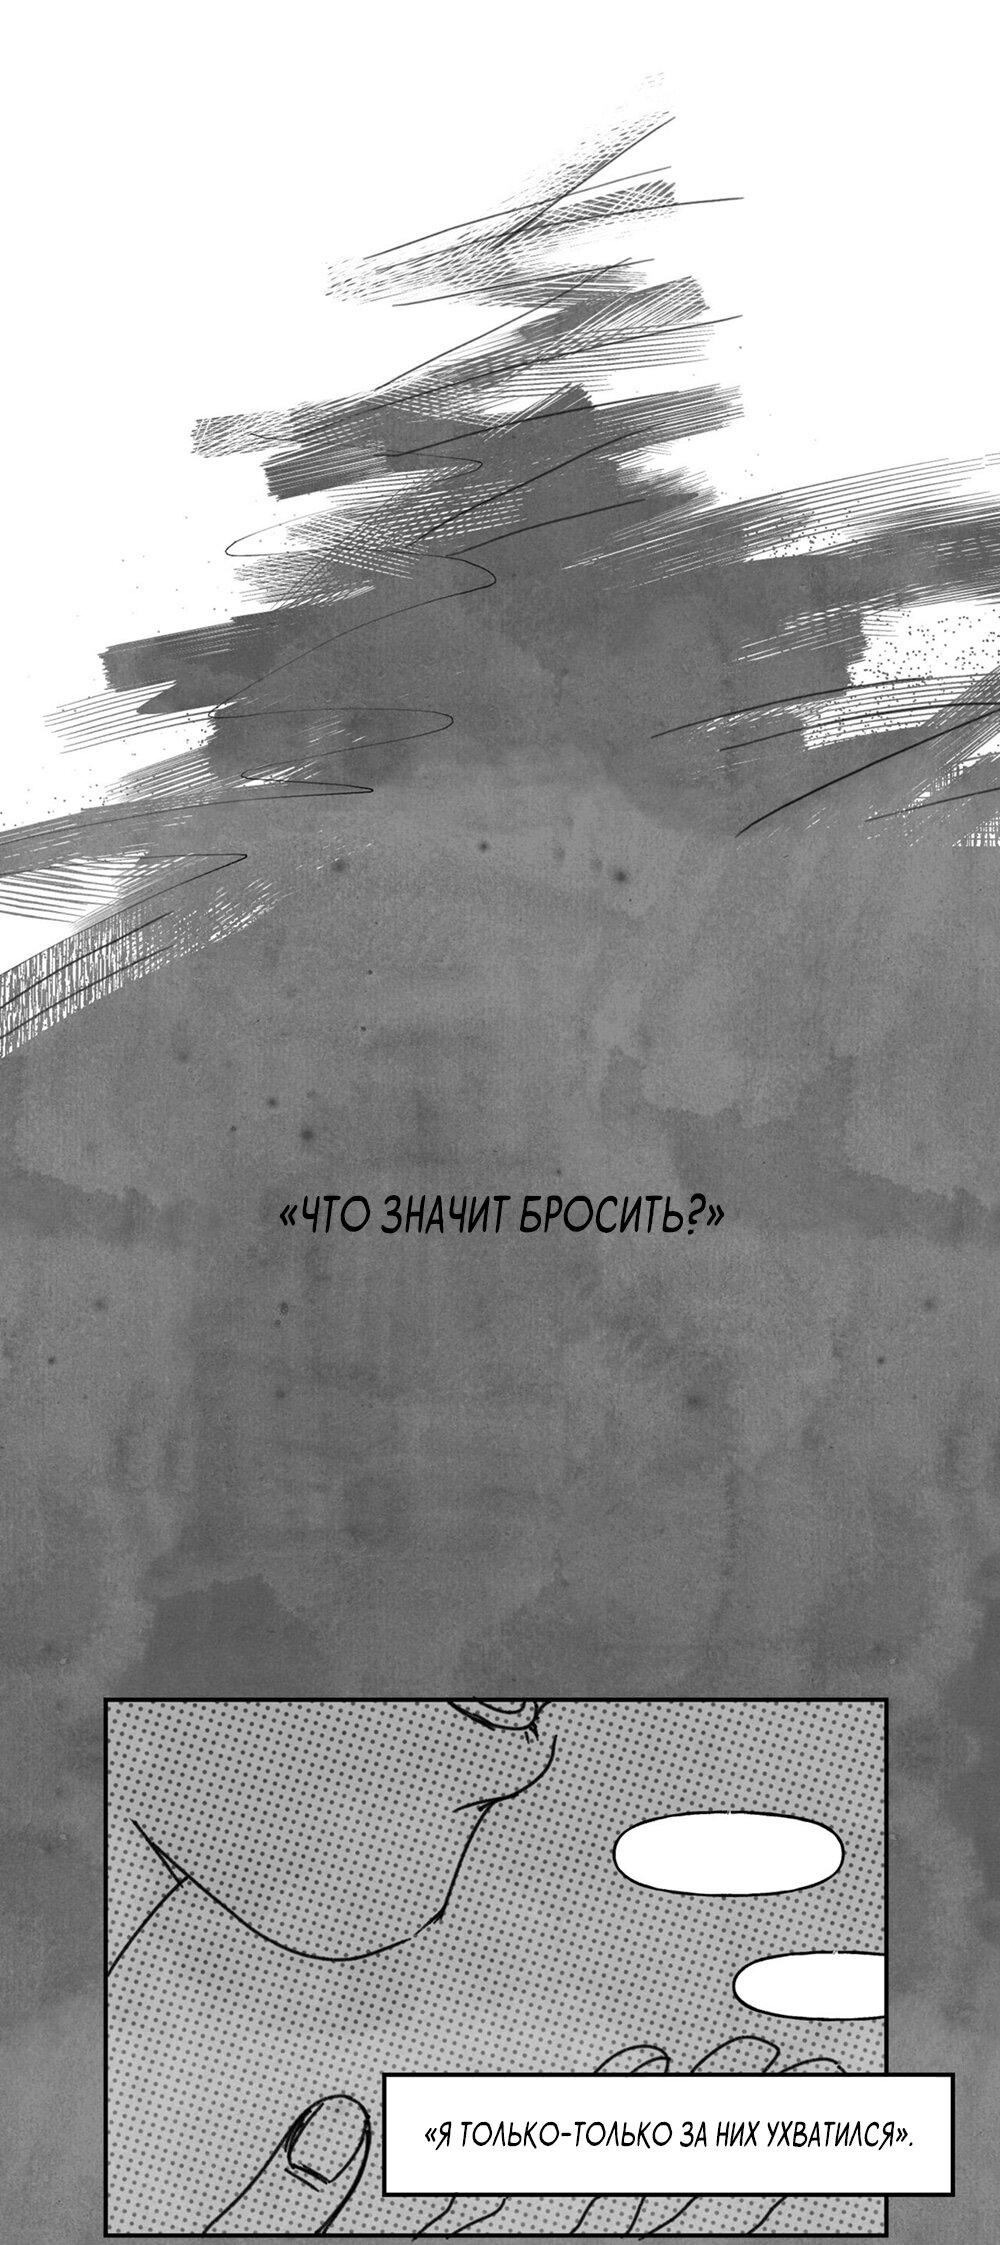 «ЧТО ЗНАЧИТ БРОСИТЬ?»
«Я ТОЛЬКО-ТОЛЬКО ЗА НИХ УХВАТИЛСЯ».